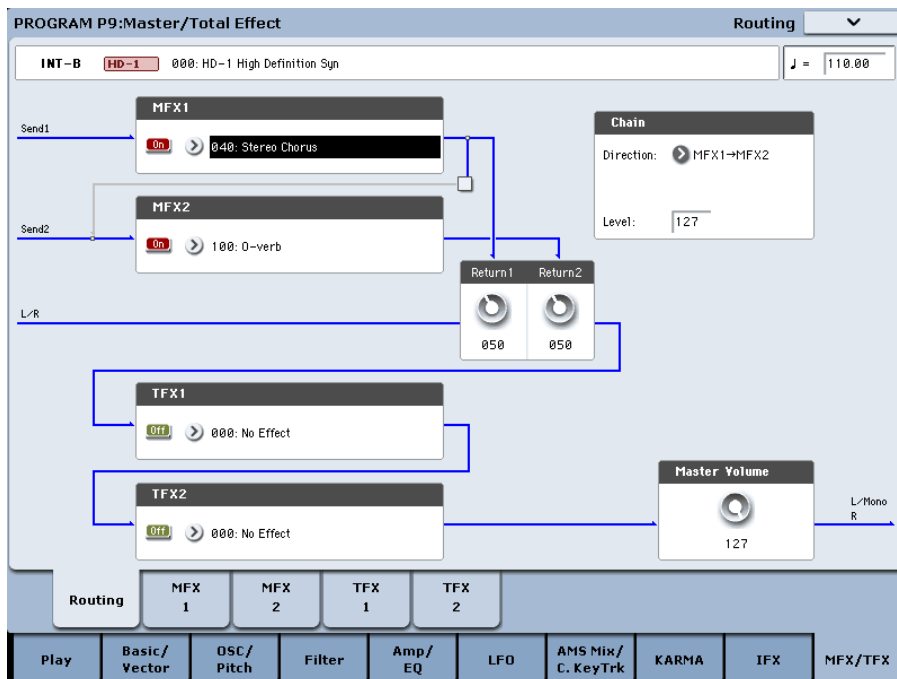 PROGRAM P9:Master/Total Effect
Routing
INT-B HD-1 000: HD-1 High Definition Syn
♩ = 110.00
MFX1
Send1
On 040: Stereo Chorus
Chain
Direction: MFX1→MFX2
Level: 127
MFX2
Send2
On 100: O-verb
Return1 Return2
050 050
L/R
TFX1
Off 000: No Effect
TFX2
Off 000: No Effect
Master Volume
127
L/Mono
R
Routing
MFX
1
MFX
2
TFX
1
TFX
2
Play
Basic/
Vector
OSC/
Pitch
Filter
Amp/
EQ
LFO
AMS Mix/
C. KeyTrk
KARMA
IFX
MFX/TFX